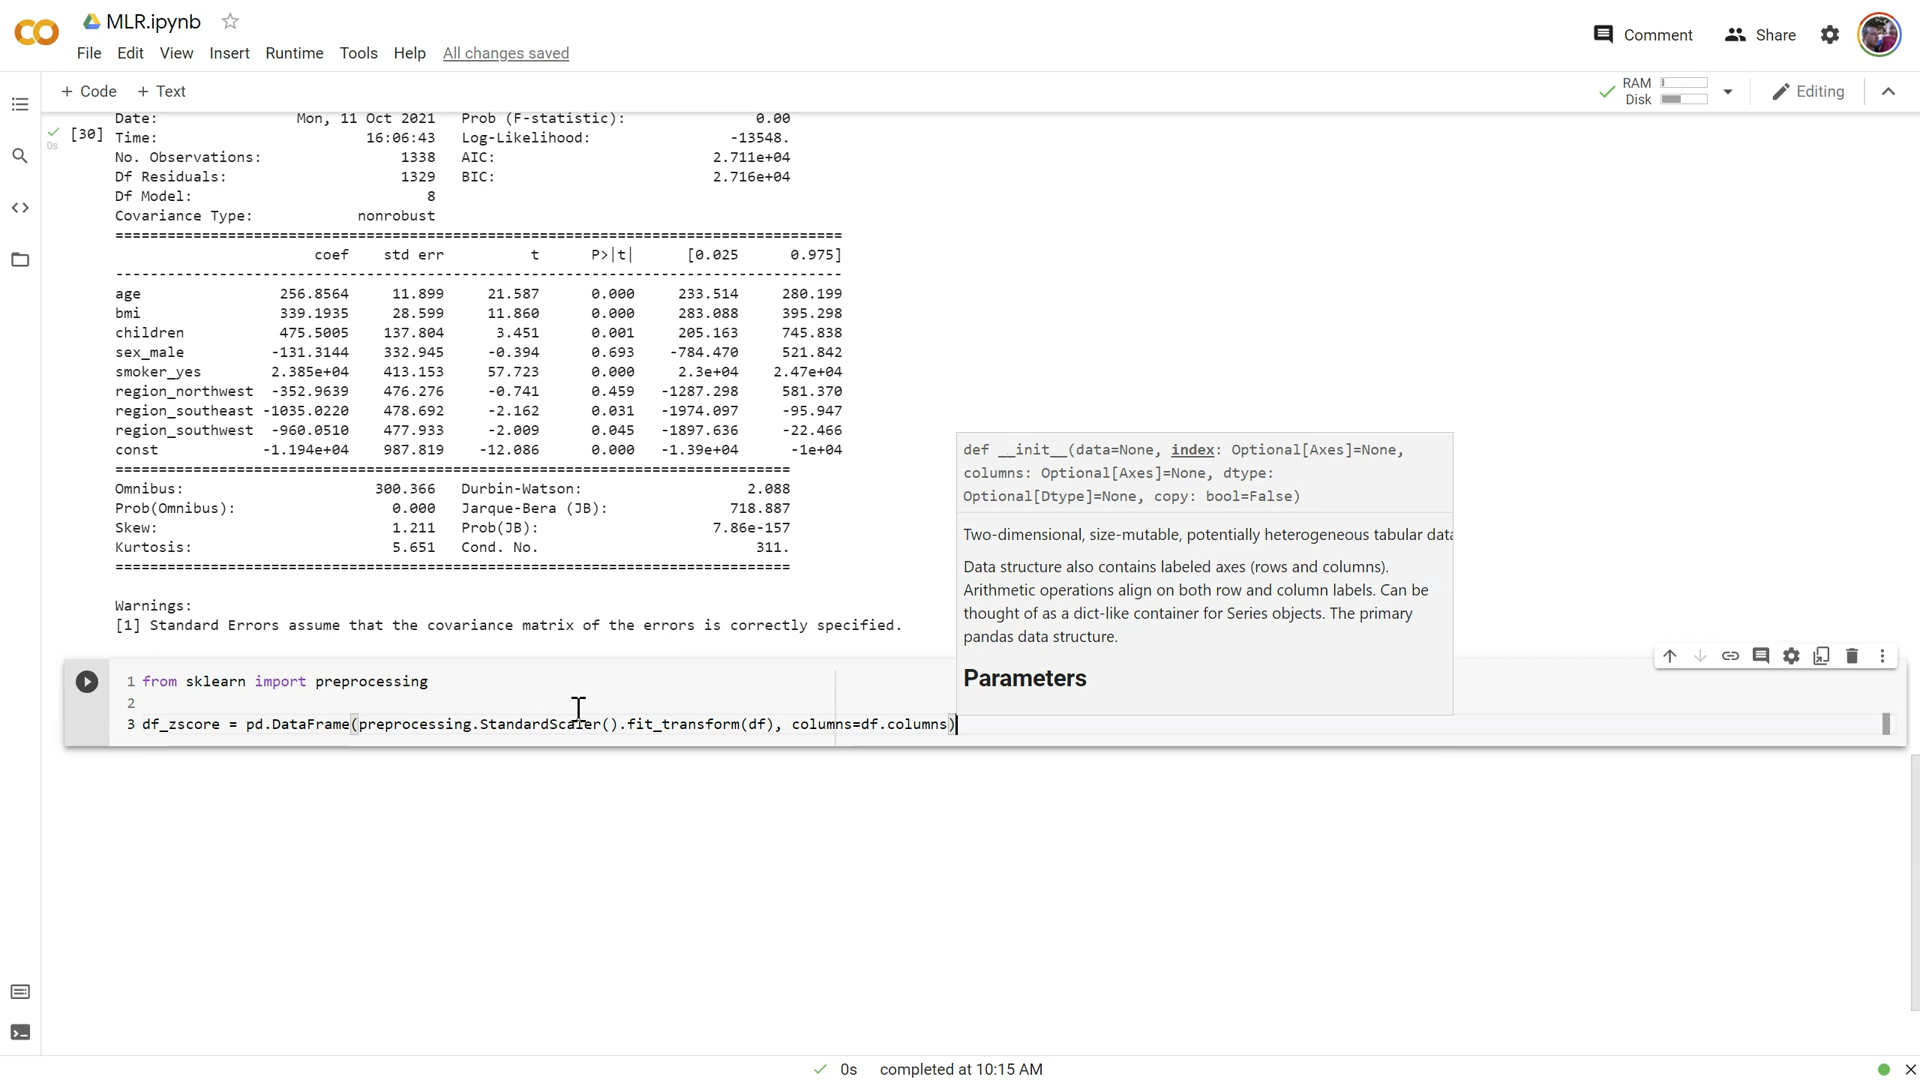 MLR.ipynb
File Edit View Insert Runtime Tools Help All changes saved
Comment Share
+ Code + Text
RAM
Disk
Editing
Date: Mon, 11 Oct 2021 Prob (F-statistic): 0.00
[30] Time: 16:06:43 Log-Likelihood: -13548.
0s
No. Observations: 1338 AIC: 2.711e+04
Df Residuals: 1329 BIC: 2.716e+04
Df Model: 8
Covariance Type: nonrobust
====================================================================================
coef std err t P>|t| [0.025 0.975]
------------------------------------------------------------------------------------
age 256.8564 11.899 21.587 0.000 233.514 280.199
bmi 339.1935 28.599 11.860 0.000 283.088 395.298
children 475.5005 137.804 3.451 0.001 205.163 745.838
sex_male -131.3144 332.945 -0.394 0.693 -784.470 521.842
smoker_yes 2.385e+04 413.153 57.723 0.000 2.3e+04 2.47e+04
region_northwest -352.9639 476.276 -0.741 0.459 -1287.298 581.370
region_southeast -1035.0220 478.692 -2.162 0.031 -1974.097 -95.947
region_southwest -960.0510 477.933 -2.009 0.045 -1897.636 -22.466
const -1.194e+04 987.819 -12.086 0.000 -1.39e+04 -1e+04
==============================================================================
Omnibus: 300.366 Durbin-Watson: 2.088
Prob(Omnibus): 0.000 Jarque-Bera (JB): 718.887
Skew: 1.211 Prob(JB): 7.86e-157
Kurtosis: 5.651 Cond. No. 311.
==============================================================================
Warnings:
[1] Standard Errors assume that the covariance matrix of the errors is correctly specified.
def __init__(data=None, index: Optional[Axes]=None,
columns: Optional[Axes]=None, dtype:
Optional[Dtype]=None, copy: bool=False)
Two-dimensional, size-mutable, potentially heterogeneous tabular data
Data structure also contains labeled axes (rows and columns).
Arithmetic operations align on both row and column labels. Can be
thought of as a dict-like container for Series objects. The primary
pandas data structure.
Parameters
1 from sklearn import preprocessing
2
3 df_zscore = pd.DataFrame(preprocessing.StandardScaler().fit_transform(df), columns=df.columns)
0s completed at 10:15 AM